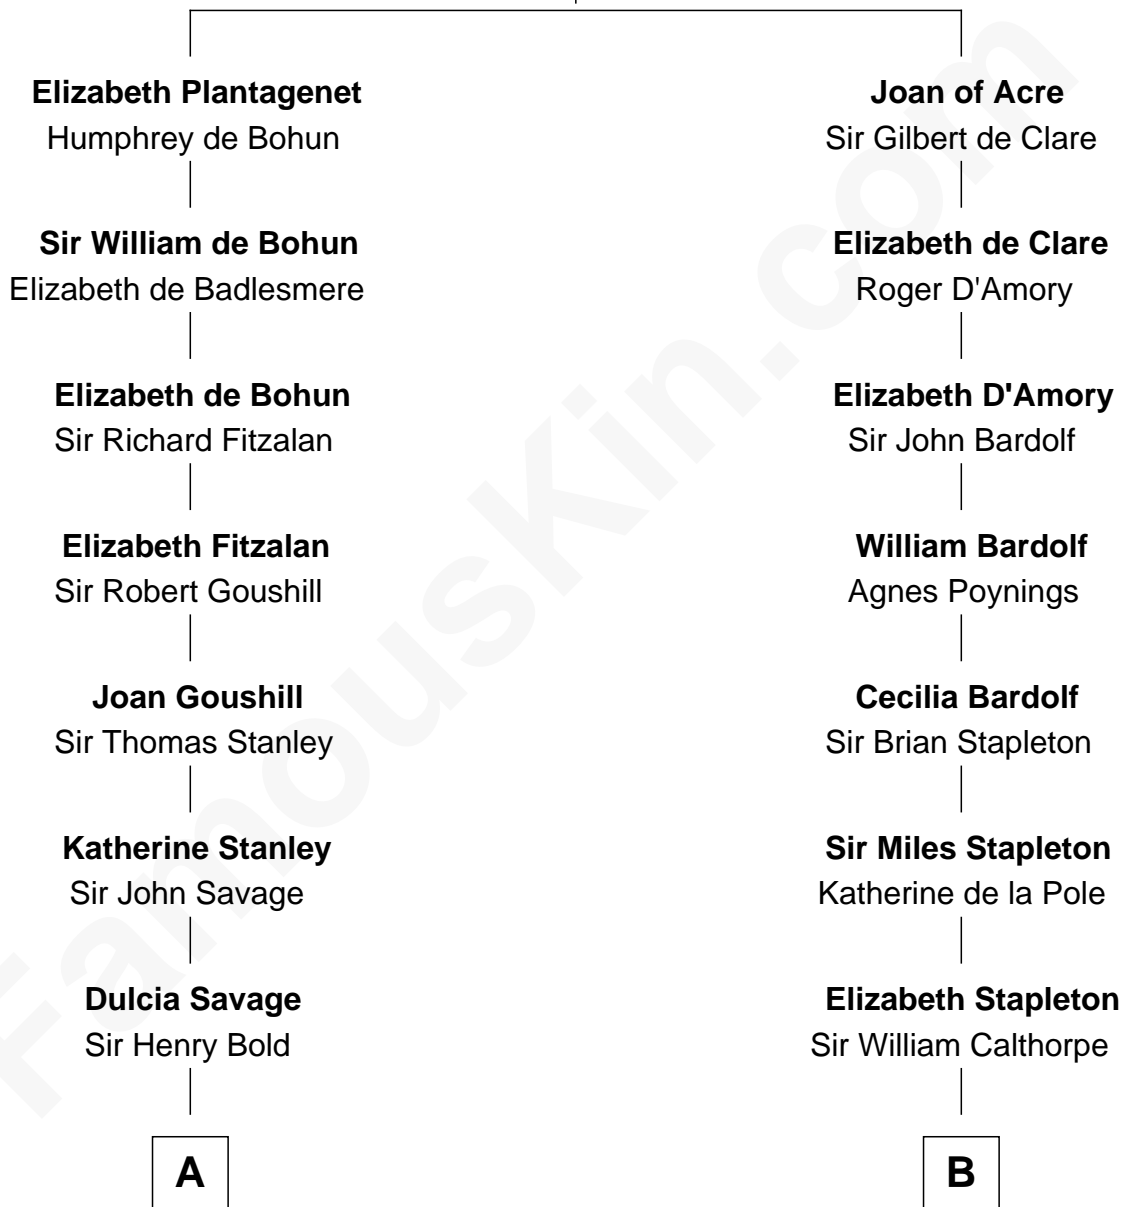 Elizabeth Plantagenet
Humphrey de Bohun
Sir William de Bohun
Elizabeth de Badlesmere
Elizabeth de Bohun
Sir Richard Fitzalan
Elizabeth Fitzalan
Sir Robert Goushill
Joan Goushill
Sir Thomas Stanley
Katherine Stanley
Sir John Savage
Dulcia Savage
Sir Henry Bold
A
Joan of Acre
Sir Gilbert de Clare
Elizabeth de Clare
Roger D'Amory
Elizabeth D'Amory
Sir John Bardolf
William Bardolf
Agnes Poynings
Cecilia Bardolf
Sir Brian Stapleton
Sir Miles Stapleton
Katherine de la Pole
Elizabeth Stapleton
Sir William Calthorpe
B
FamousKin.com